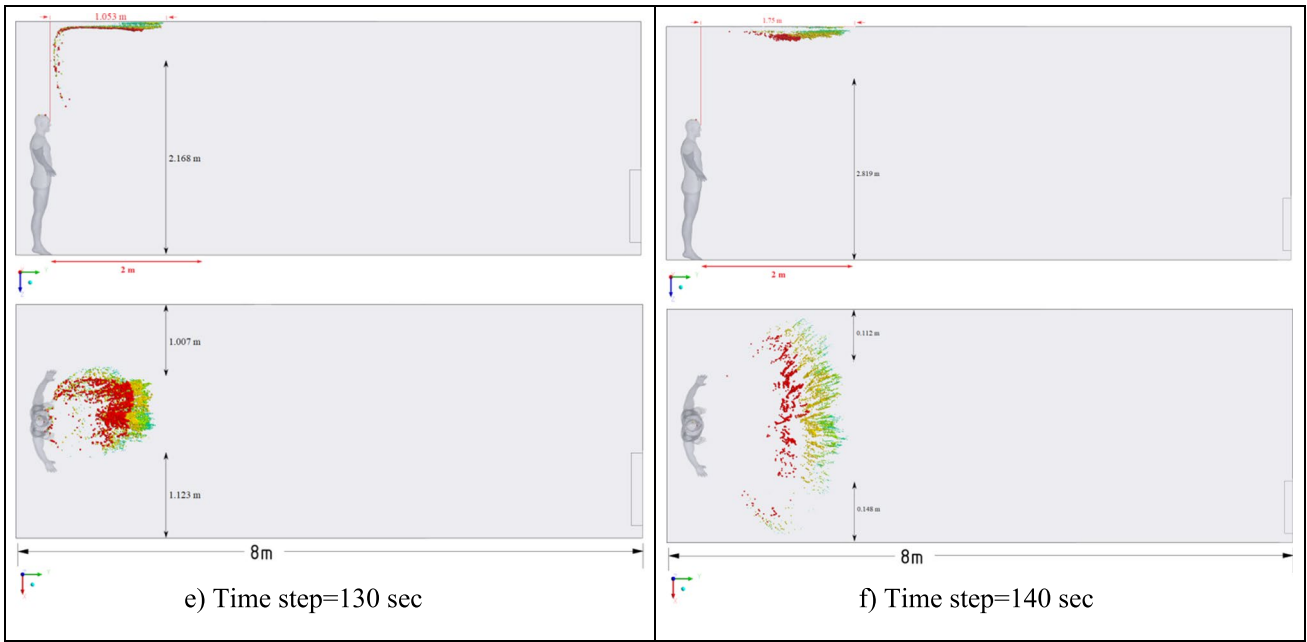 1.053 m
2.168 m
2 m
1.007 m
1.123 m
8m
e) Time step=130 sec
1.75 m
2.819 m
2 m
0.112 m
0.148 m
8m
f) Time step=140 sec